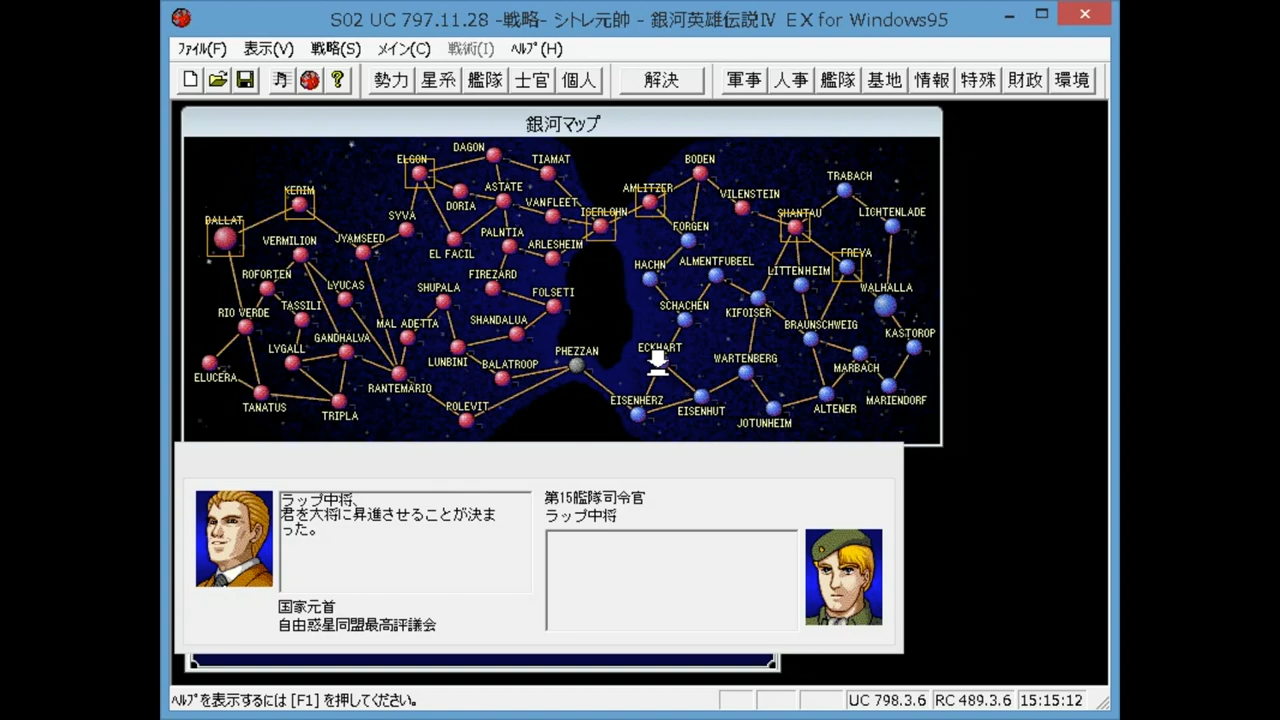 S02 UC 797.11.28 -戦略- シトレ元帥 - 銀河英雄伝説Ⅳ EX for Windows95
ﾌｧｲﾙ(F) 表示(V) 戦略(S) メイン(C) 戦術(I) ﾍﾙﾌﾟ(H)
勢力 星系 艦隊 士官 個人 解決 軍事 人事 艦隊 基地 情報 特殊 財政 環境
銀河マップ
DAGON
ELGON
TIAMAT
BODEN
TRABACH
XERIM
DORIA
ASTATE
VANFLEET
AMLITZER
VILENSTEIN
LICHTENLADE
DALLAT
SYVA
ISERLOHN
SHANTAU
VERMILION
JYAMSEED
EL FACIL
PALNTIA
ARLESHEIM
FORGEN
FREYA
ROFORTEN
LYUCAS
SHUPALA
FIREZARD
FOLSETI
HACHN
ALMENTFUBEEL
LITTENHEIM
WALHALLA
RIO VERDE
TASSILI
MAL ADETTA
SHANDALUA
SCHACHEN
KIFOISER
BRAUNSCHWEIG
KASTOROP
LYGALL
GANDHALVA
LUNBINI
BALATROOP
PHEZZAN
ECKHART
WARTENBERG
MARBACH
ELUCERA
RANTEMARIO
TANATUS
TRIPLA
ROLEVIT
EISENHERZ
EISENHUT
JOTUNHEIM
ALTENER
MARIENDORF
ラップ中将、
君を大将に昇進させることが決ま
った。
国家元首
自由惑星同盟最高評議会
第15艦隊司令官
ラップ中将
ﾍﾙﾌﾟを表示するには [F1] を押してください。
UC 798.3.6 RC 489.3.6 15:15:12